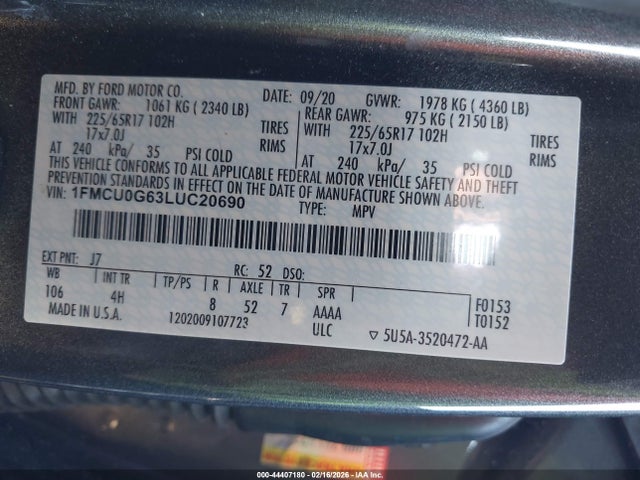 MFD. BY FORD MOTOR CO.
DATE: 09/20 GVWR: 1978 KG ( 4360 LB)
FRONT GAWR: 1061 KG ( 2340 LB) REAR GAWR: 975 KG ( 2150 LB)
WITH 225/65R17 102H TIRES WITH 225/65R17 102H TIRES
17x7.0J RIMS 17x7.0J RIMS
AT 240 kPa/ 35 PSI COLD AT 240 kPa/ 35 PSI COLD
THIS VEHICLE CONFORMS TO ALL APPLICABLE FEDERAL MOTOR VEHICLE SAFETY AND THEFT
PREVENTION STANDARDS IN EFFECT ON THE DATE OF MANUFACTURE SHOWN ABOVE.
VIN: 1FMCU0G63LUC20690 TYPE: MPV
EXT PNT: J7 RC: 52 DSO:
WB INT TR TP/PS R AXLE TR SPR
106 4H 8 52 7 AAAA F0153
T0152
MADE IN U.S.A. 1202009107723 ULC ▽ 5U5A-3520472-AA
000-44407180 - 02/16/2026 - IAA Inc.